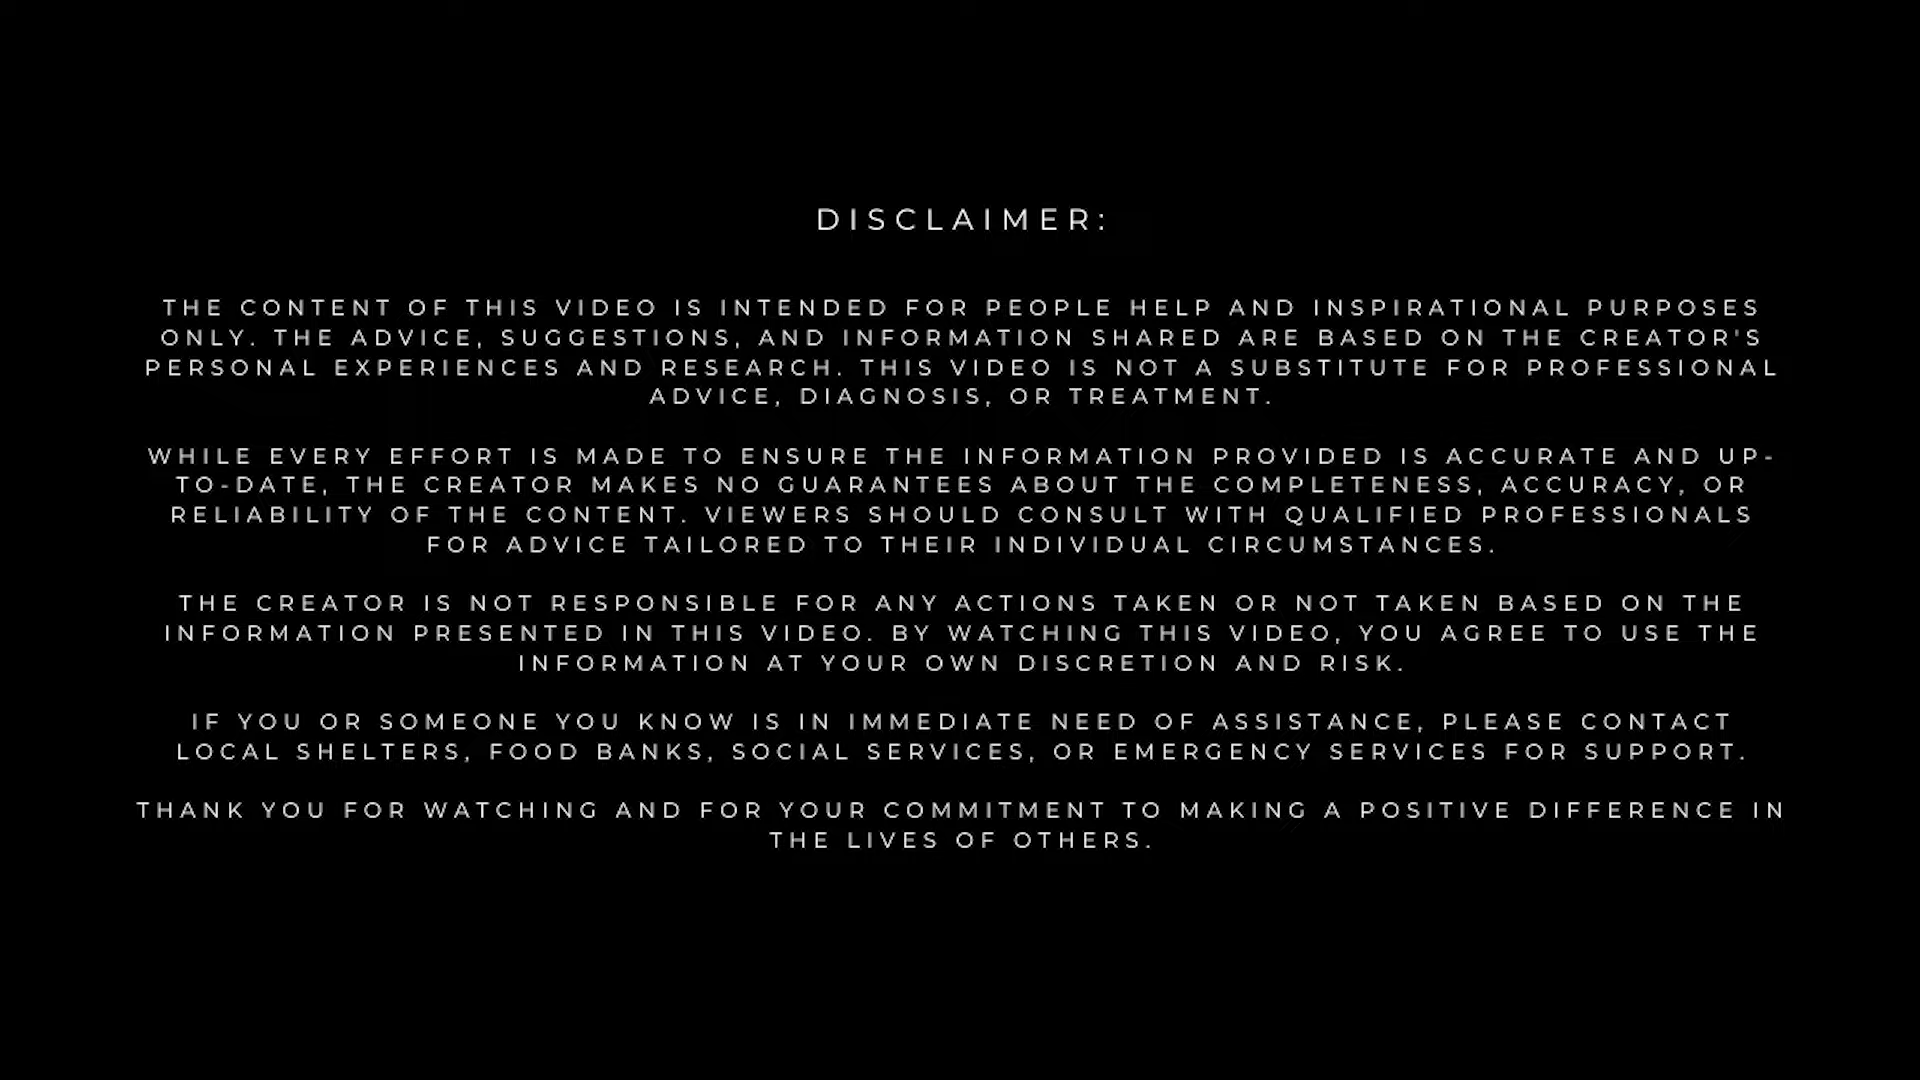 DISCLAIMER:
THE CONTENT OF THIS VIDEO IS INTENDED FOR PEOPLE HELP AND INSPIRATIONAL PURPOSES
ONLY. THE ADVICE, SUGGESTIONS, AND INFORMATION SHARED ARE BASED ON THE CREATOR'S
PERSONAL EXPERIENCES AND RESEARCH. THIS VIDEO IS NOT A SUBSTITUTE FOR PROFESSIONAL
ADVICE, DIAGNOSIS, OR TREATMENT.
WHILE EVERY EFFORT IS MADE TO ENSURE THE INFORMATION PROVIDED IS ACCURATE AND UP-
TO-DATE, THE CREATOR MAKES NO GUARANTEES ABOUT THE COMPLETENESS, ACCURACY, OR
RELIABILITY OF THE CONTENT. VIEWERS SHOULD CONSULT WITH QUALIFIED PROFESSIONALS
FOR ADVICE TAILORED TO THEIR INDIVIDUAL CIRCUMSTANCES.
THE CREATOR IS NOT RESPONSIBLE FOR ANY ACTIONS TAKEN OR NOT TAKEN BASED ON THE
INFORMATION PRESENTED IN THIS VIDEO. BY WATCHING THIS VIDEO, YOU AGREE TO USE THE
INFORMATION AT YOUR OWN DISCRETION AND RISK.
IF YOU OR SOMEONE YOU KNOW IS IN IMMEDIATE NEED OF ASSISTANCE, PLEASE CONTACT
LOCAL SHELTERS, FOOD BANKS, SOCIAL SERVICES, OR EMERGENCY SERVICES FOR SUPPORT.
THANK YOU FOR WATCHING AND FOR YOUR COMMITMENT TO MAKING A POSITIVE DIFFERENCE IN
THE LIVES OF OTHERS.